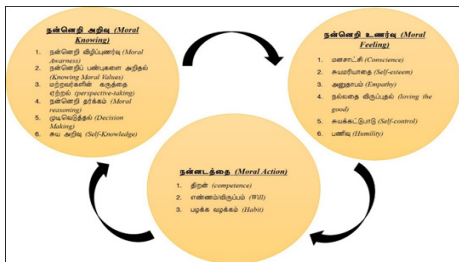 நன்னெறி அறிவு (Moral
Knowing)
1. நன்னெறி விழிப்புணர்வு (Moral
Awarness)
2. நன்னெறிப் பண்புகளை அறிதல்
(Knowing Moral Values)
3. மற்றவர்களின் கருத்தை
ஏற்றல் (perspective-taking)
4. நன்னெறி தர்க்கம் (Moral
reasoning)
5. முடிவெடுத்தல் (Decision
Making)
6. சுய அறிவு (Self-Knowledge)
நன்னெறி உணர்வு (Moral
Feeling)
1. மனசாட்சி (Conscience)
2. சுயமரியாதை (Self-esteem)
3. அனுதாபம் (Empathy)
4. நல்லதை விருப்புதல் (loving the
good)
5. சுயக்கட்டுபாடு (Self-control)
6. பணிவு (Humility)
நன்னடத்தை (Moral Action)
1. திறன் (competence)
2. எண்ணம்/விருப்பம் (Will)
3. பழக்க வழக்கம் (Habit)